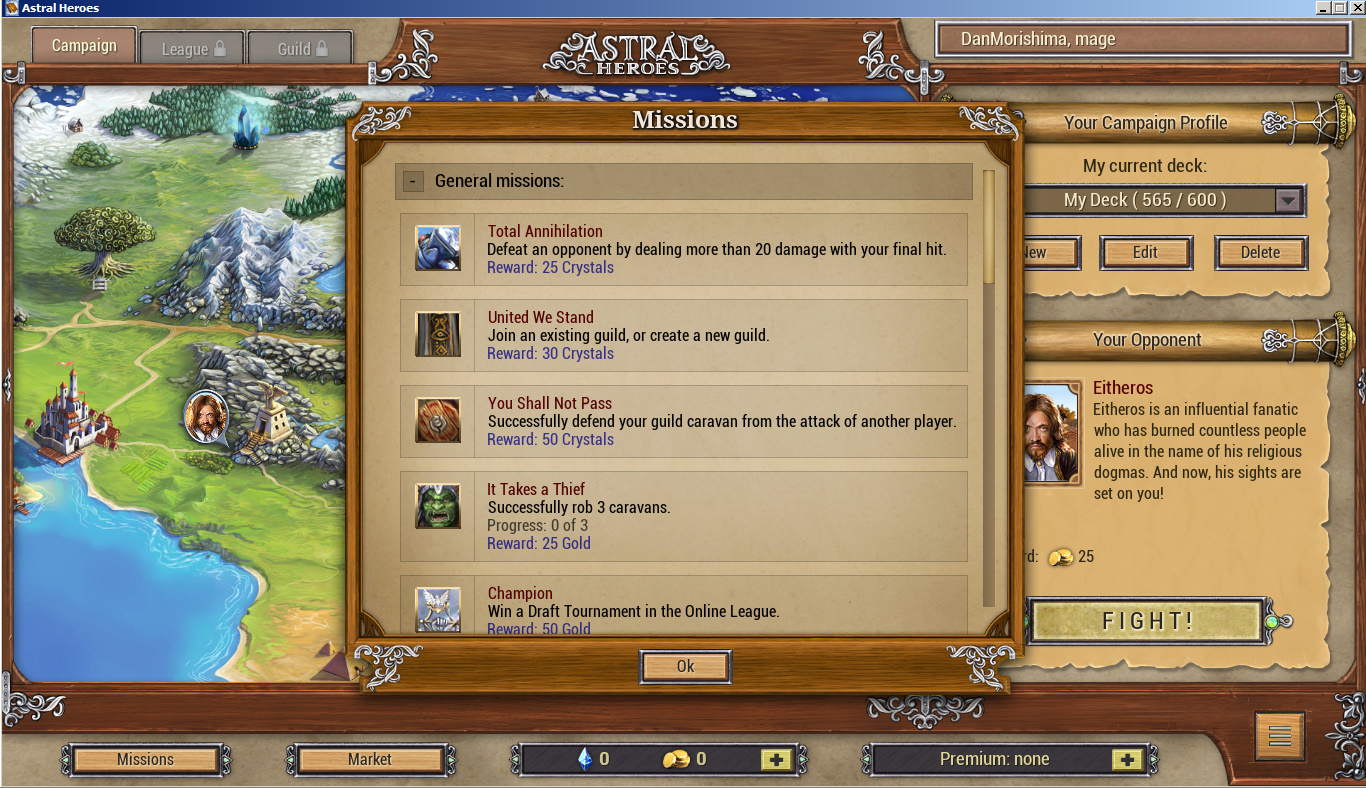 Astral Heroes
Campaign
League
Guild
ASTRAL
HEROES
DanMorishima, mage
Missions
- General missions:
Total Annihilation
Defeat an opponent by dealing more than 20 damage with your final hit.
Reward: 25 Crystals
United We Stand
Join an existing guild, or create a new guild.
Reward: 30 Crystals
You Shall Not Pass
Successfully defend your guild caravan from the attack of another player.
Reward: 50 Crystals
It Takes a Thief
Successfully rob 3 caravans.
Progress: 0 of 3
Reward: 25 Gold
Champion
Win a Draft Tournament in the Online League.
Reward: 50 Gold
Ok
Your Campaign Profile
My current deck:
My Deck ( 565 / 600 )
Edit
Delete
Your Opponent
Eitheros
Eitheros is an influential fanatic
who has burned countless people
alive in the name of his religious
dogmas. And now, his sights are
set on you!
25
FIGHT!
Missions
Market
0
0
+
Premium: none
+